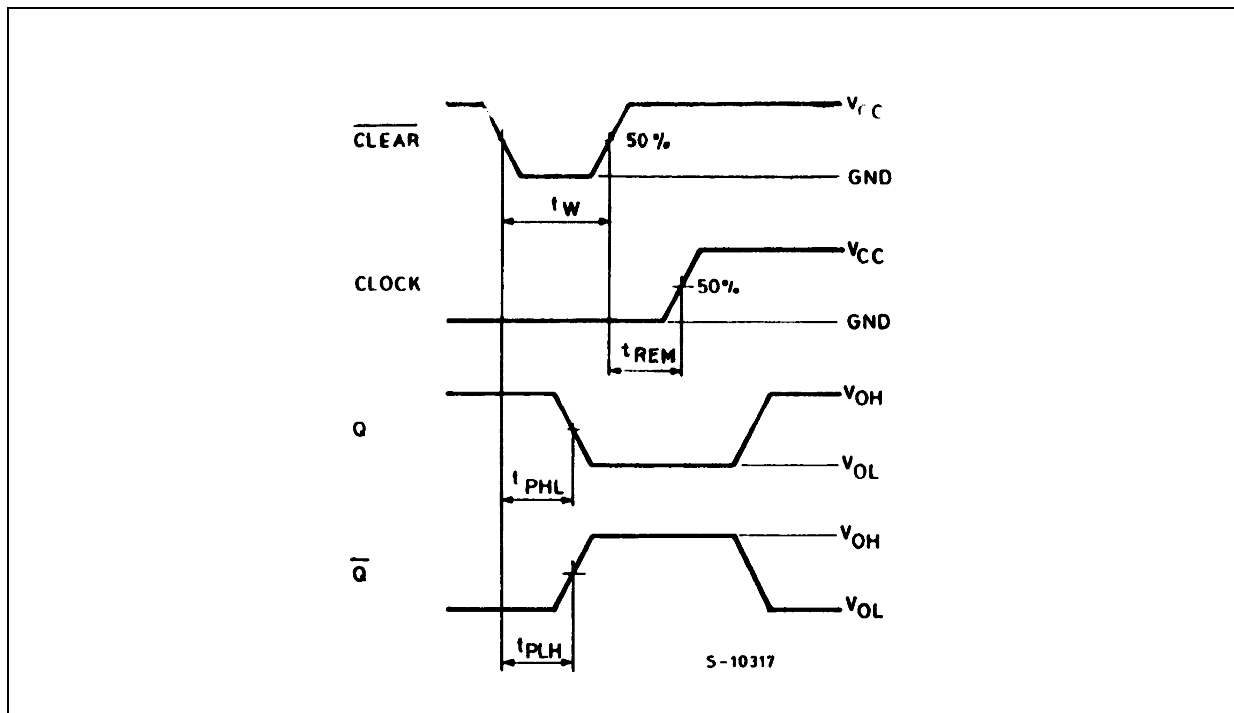 V_CC
CLEAR
50%
GND
t_W
V_CC
CLOCK
50%
GND
t_REM
V_OH
Q
V_OL
t_PHL
V_OH
Q̅
V_OL
t_PLH
S-10317